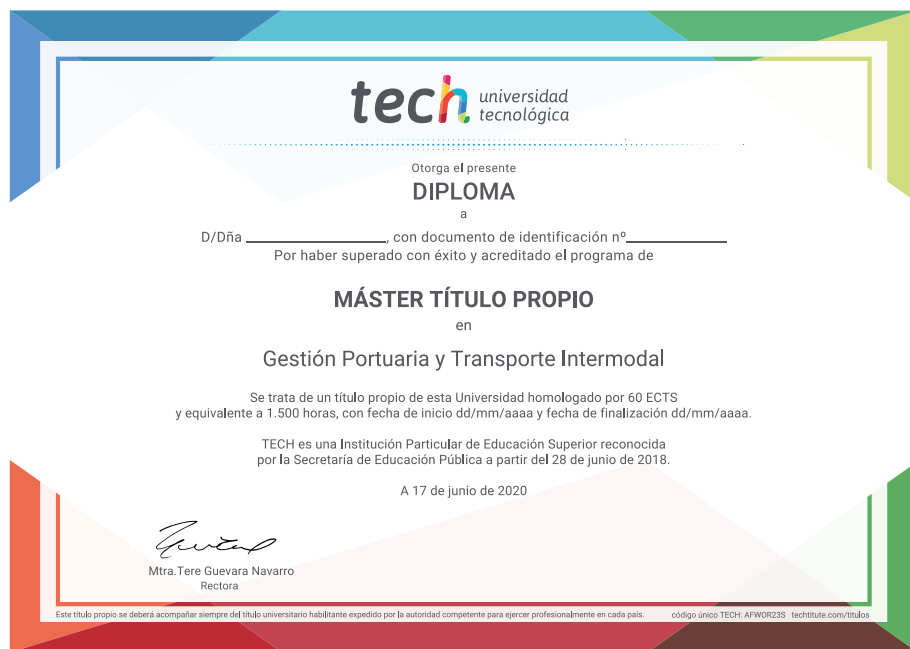 tech universidad
tecnológica
Otorga el presente
DIPLOMA
a
D/Dña ______________, con documento de identificación nº__________
Por haber superado con éxito y acreditado el programa de
MÁSTER TÍTULO PROPIO
en
Gestión Portuaria y Transporte Intermodal
Se trata de un título propio de esta Universidad homologado por 60 ECTS
y equivalente a 1.500 horas, con fecha de inicio dd/mm/aaaa y fecha de finalización dd/mm/aaaa.
TECH es una Institución Particular de Educación Superior reconocida
por la Secretaría de Educación Pública a partir del 28 de junio de 2018.
A 17 de junio de 2020
Mtra.Tere Guevara Navarro
Rectora
Este título propio se deberá acompañar siempre del título universitario habilitante expedido por la autoridad competente para ejercer profesionalmente en cada país. código único TECH: AFWOR23S techtitute.com/titulos